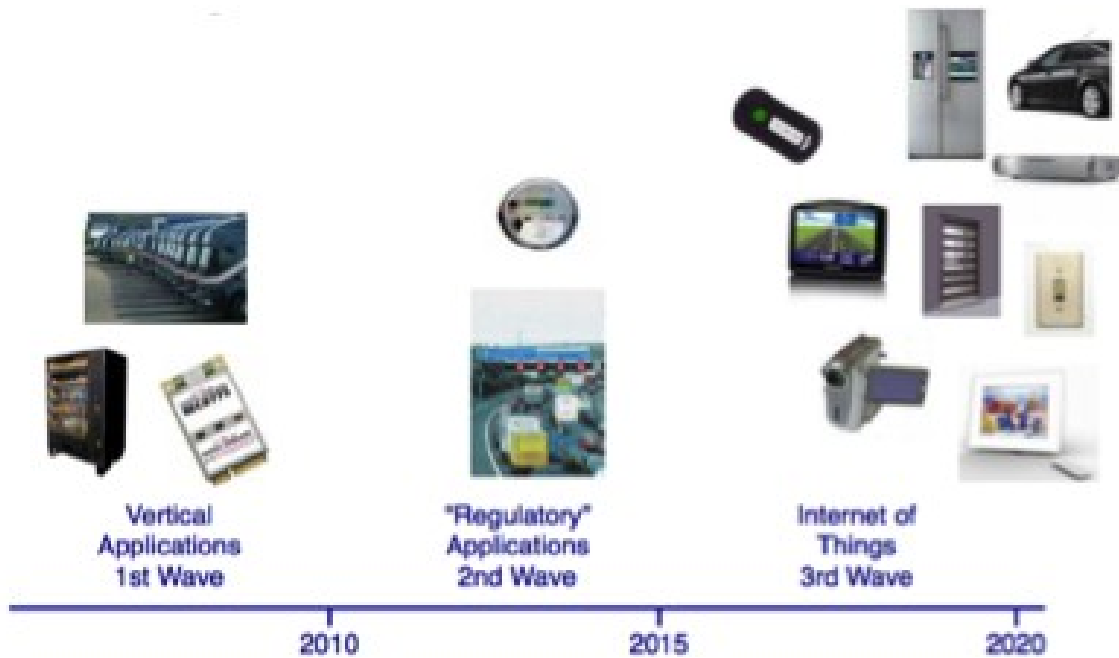 Vertical
Applications
1st Wave
"Regulatory"
Applications
2nd Wave
Internet of
Things
3rd Wave
2010
2015
2020